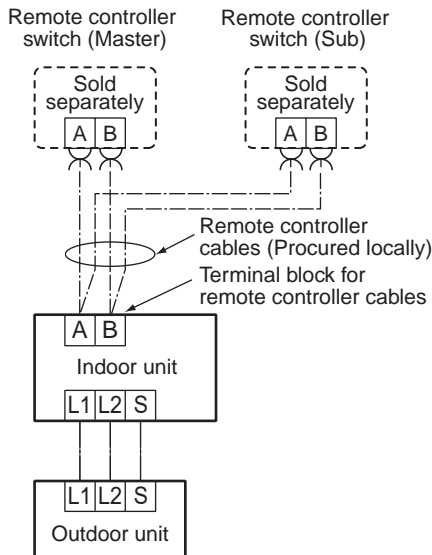 Remote controller
switch (Master)
Remote controller
switch (Sub)
Sold
separately
A B
Sold
separately
A B
Remote controller
cables (Procured locally)
Terminal block for
remote controller cables
A B
Indoor unit
L1 L2 S
L1 L2 S
Outdoor unit